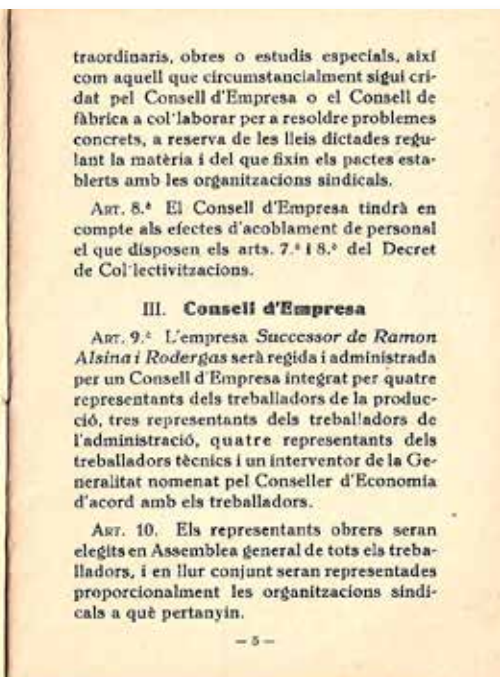 traordinaris, obres o estudis especials, així
com aquell que circumstancialment sigui cri-
dat pel Consell d'Empresa o el Consell de
fàbrica a col·laborar per a resoldre problemes
concrets, a reserva de les lleis dictades regu-
lant la matèria i del que fixin els pactes esta-
blerts amb les organitzacions sindicals.
ART. 8.è El Consell d'Empresa tindrà en
compte als efectes d'acoblament de personal
el que disposen els arts. 7.è i 8.è del Decret
de Col·lectivitzacions.
III. Consell d'Empresa
ART. 9.è L'empresa Successor de Ramon
Alsina i Rodergas serà regida i administrada
per un Consell d'Empresa integrat per quatre
representants dels treballadors de la produc-
ció, tres representants dels treballadors de
l'administració, quatre representants dels
treballadors tècnics i un interventor de la Ge-
neralitat nomenat pel Conseller d'Economia
d'acord amb els treballadors.
ART. 10. Els representants obrers seran
elegits en Assemblea general de tots els treba-
lladors, i en llur conjunt seran representades
proporcionalment les organitzacions sindi-
cals a què pertanyin.
— 5 —